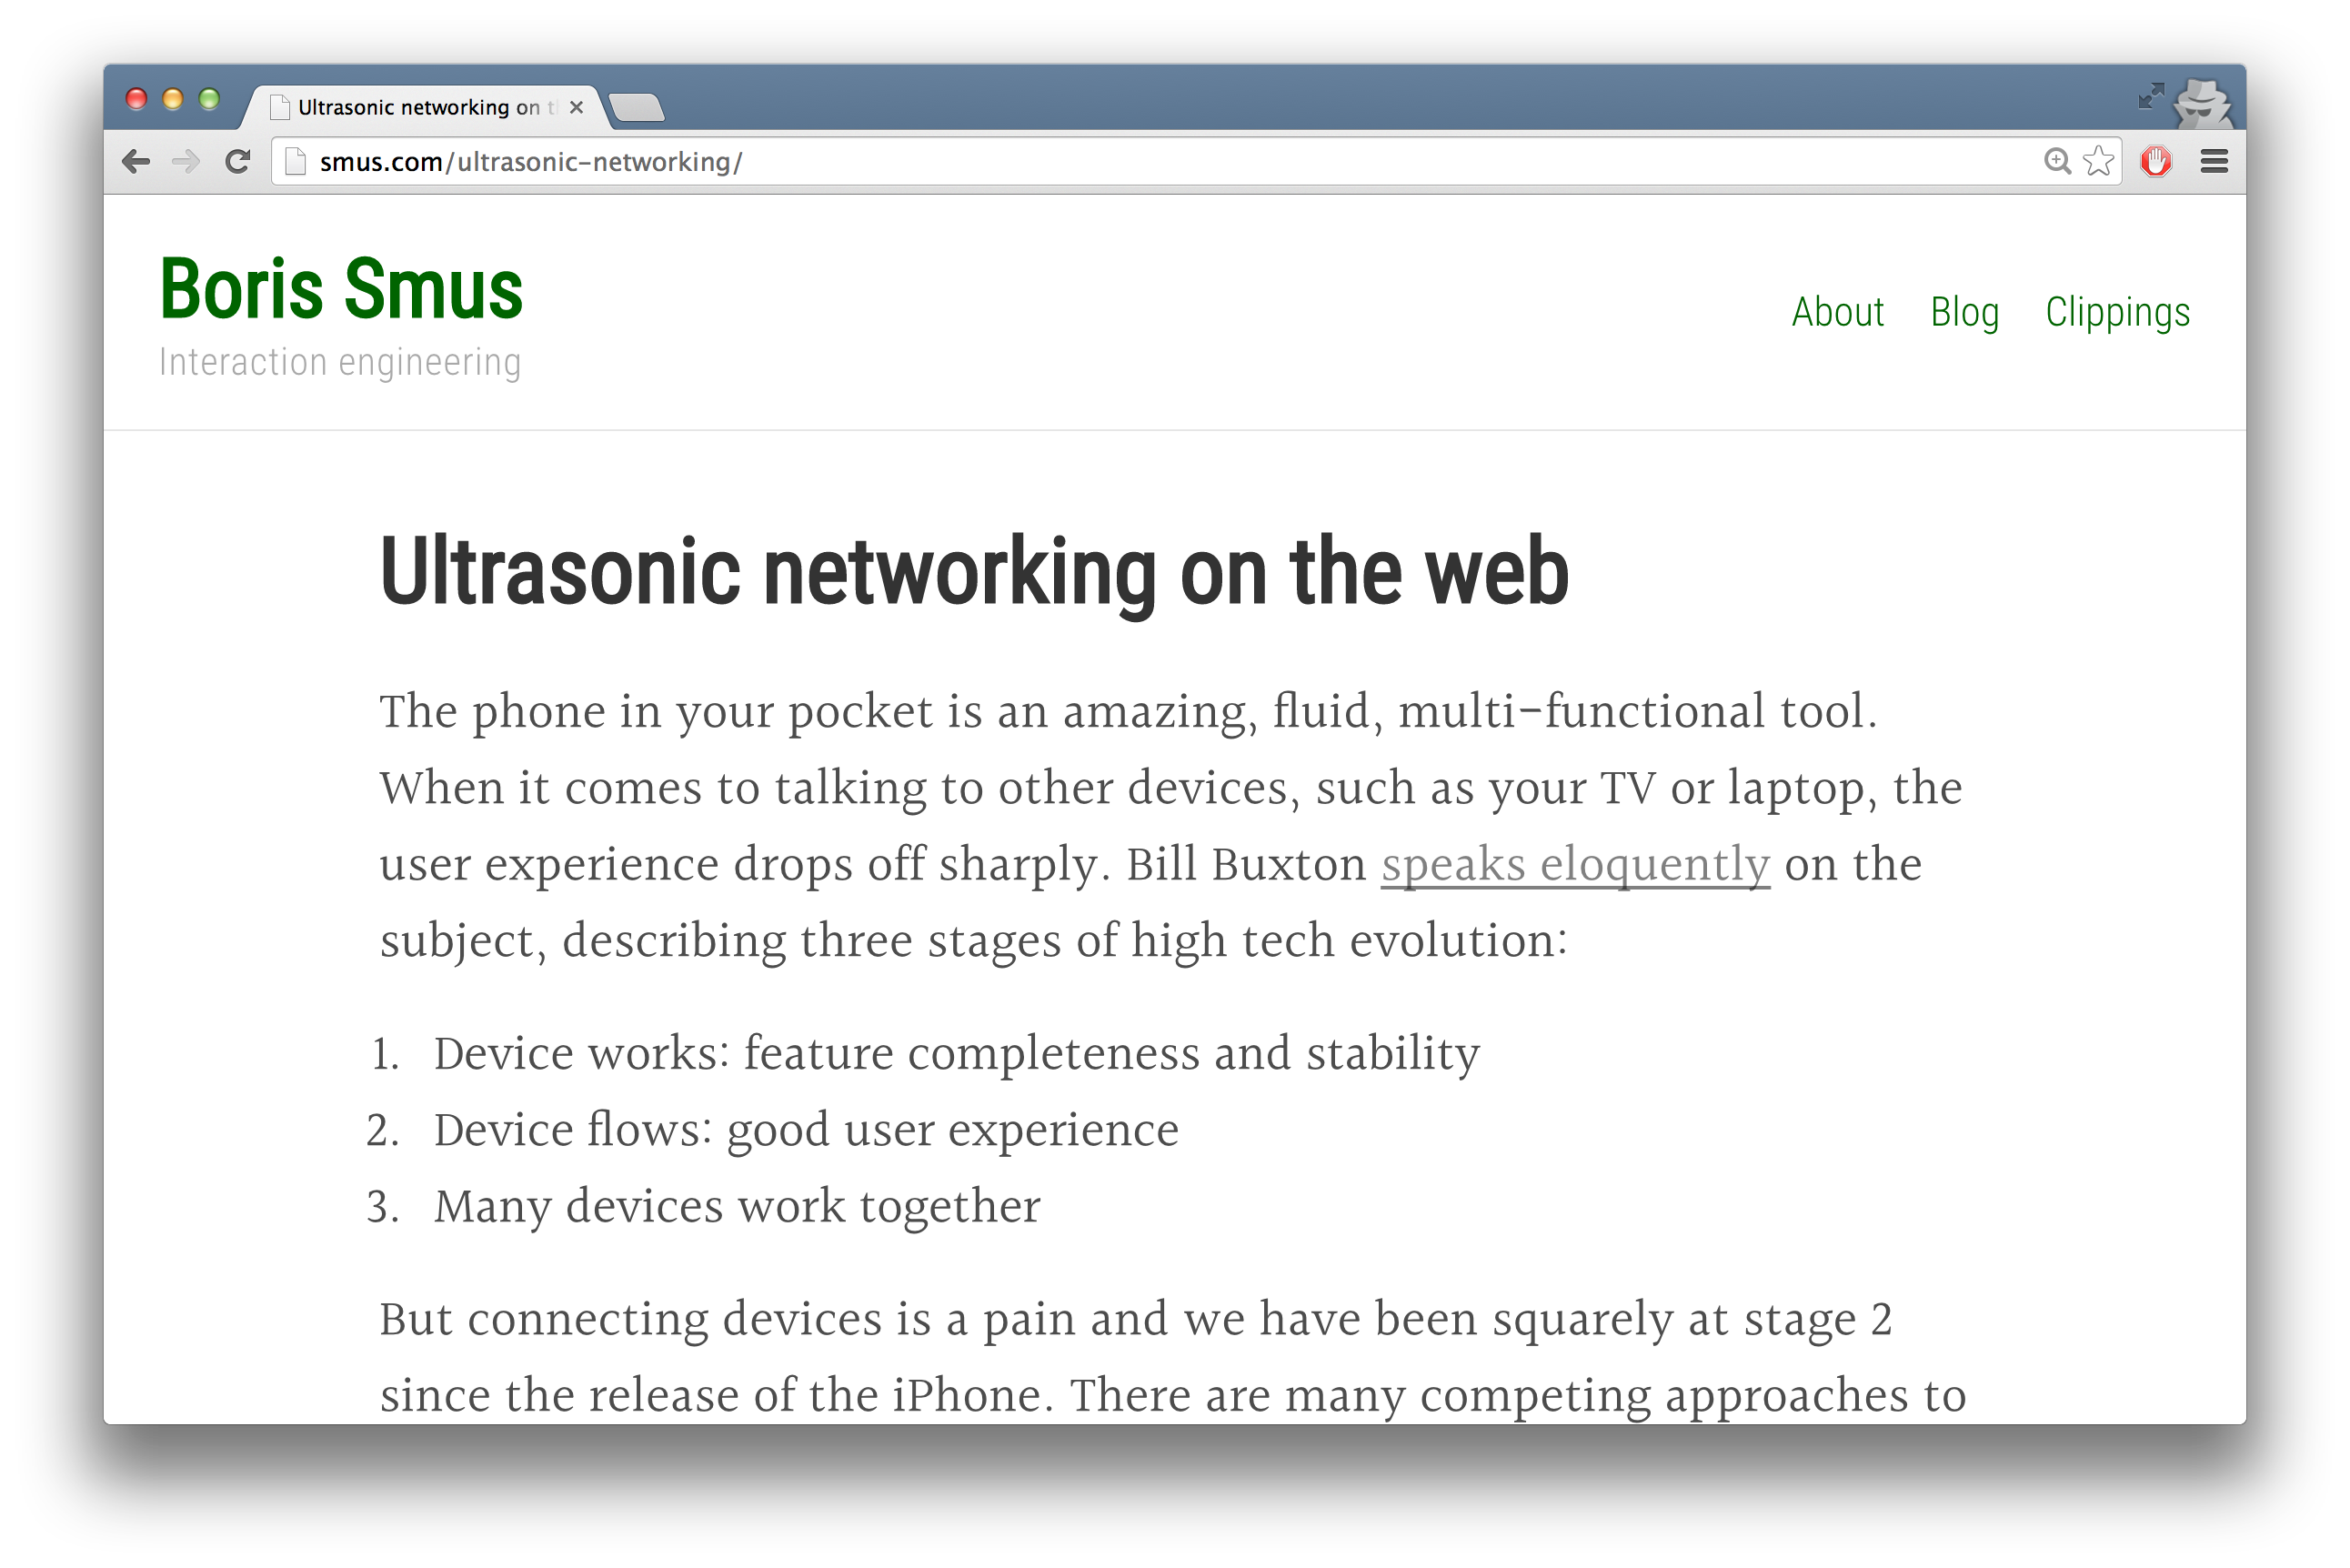 Ultrasonic networking on t
smus.com/ultrasonic-networking/
Boris Smus
Interaction engineering
About Blog Clippings
Ultrasonic networking on the web
The phone in your pocket is an amazing, fluid, multi-functional tool.
When it comes to talking to other devices, such as your TV or laptop, the
user experience drops off sharply. Bill Buxton speaks eloquently on the
subject, describing three stages of high tech evolution:
1. Device works: feature completeness and stability
2. Device flows: good user experience
3. Many devices work together
But connecting devices is a pain and we have been squarely at stage 2
since the release of the iPhone. There are many competing approaches to